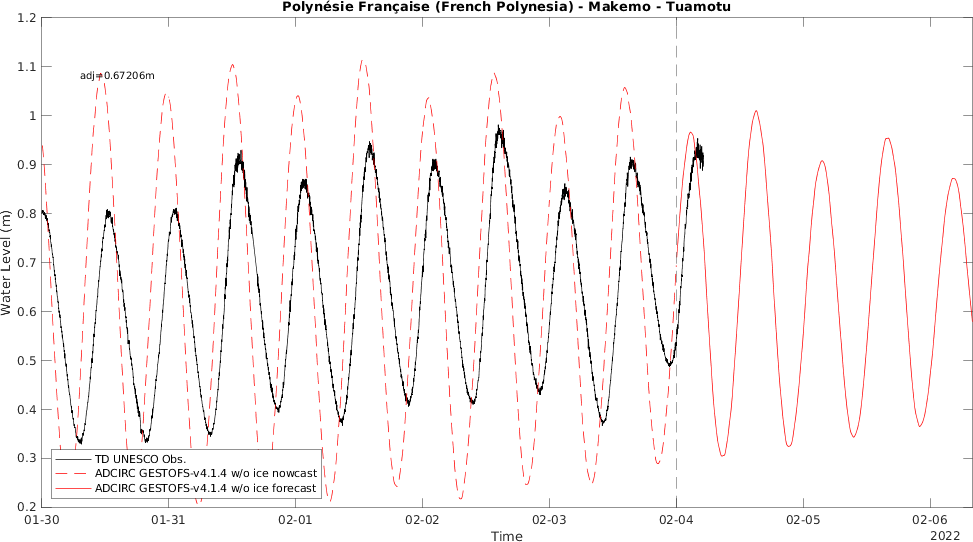 Polynésie Française (French Polynesia) - Makemo - Tuamotu
1.2
1.1
1
0.9
0.8
0.7
0.6
0.5
0.4
0.3
0.2
Water Level (m)
adj=0.67206m
TD UNESCO Obs.
ADCIRC GESTOFS-v4.1.4 w/o ice nowcast
ADCIRC GESTOFS-v4.1.4 w/o ice forecast
01-30 01-31 02-01 02-02 02-03 02-04 02-05 02-06
Time
2022